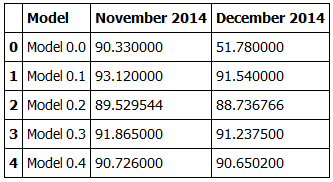 Model November 2014 December 2014
0 Model 0.0 90.330000 51.780000
1 Model 0.1 93.120000 91.540000
2 Model 0.2 89.529544 88.736766
3 Model 0.3 91.865000 91.237500
4 Model 0.4 90.726000 90.650200